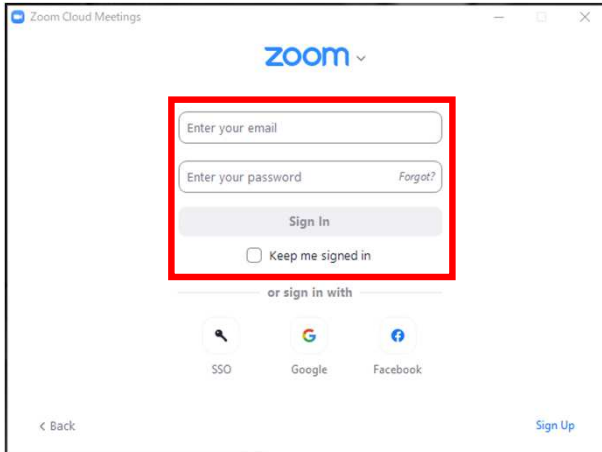 Zoom Cloud Meetings
zoom
Enter your email
Enter your password Forgot?
Sign In
Keep me signed in
or sign in with
SSO Google Facebook
< Back Sign Up